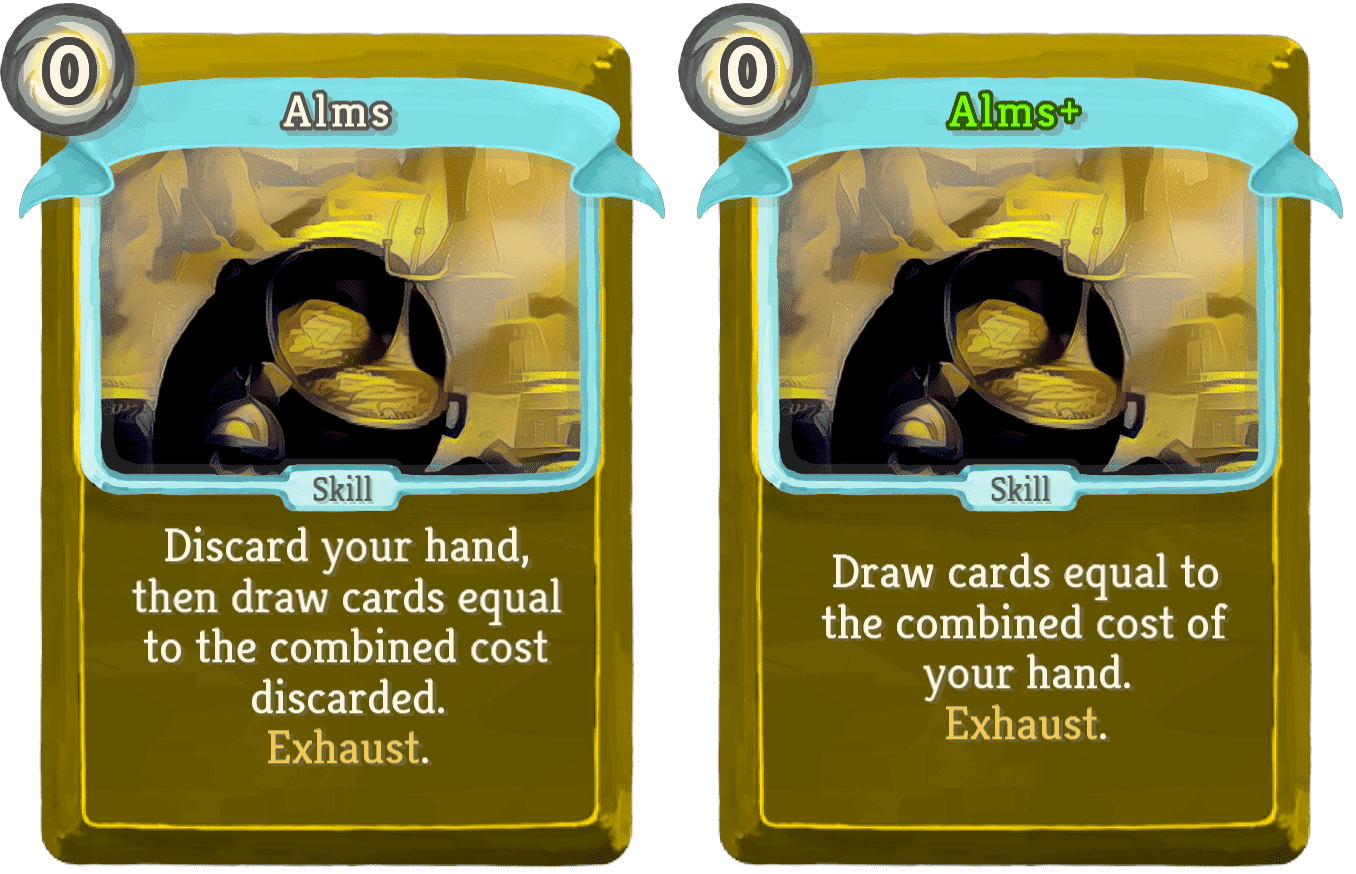 0
Alms
Skill
Discard your hand,
then draw cards equal
to the combined cost
discarded.
Exhaust.
0
Alms+
Skill
Draw cards equal to
the combined cost of
your hand.
Exhaust.